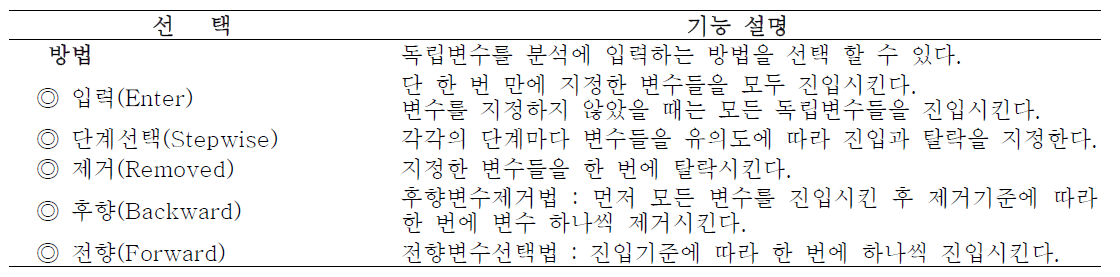 선 택 기능 설명
방법 독립변수를 분석에 입력하는 방법을 선택 할 수 있다.
◎ 입력(Enter) 단 한 번 만에 지정한 변수들을 모두 진입시킨다.
변수를 지정하지 않았을 때는 모든 독립변수들을 진입시킨다.
◎ 단계선택(Stepwise) 각각의 단계마다 변수들을 유의도에 따라 진입과 탈락을 지정한다.
◎ 제거(Removed) 지정한 변수들을 한 번에 탈락시킨다.
◎ 후향(Backward) 후향변수제거법 : 먼저 모든 변수를 진입시킨 후 제거기준에 따라
한 번에 변수 하나씩 제거시킨다.
◎ 전향(Forward) 전향변수선택법 : 진입기준에 따라 한 번에 하나씩 진입시킨다.